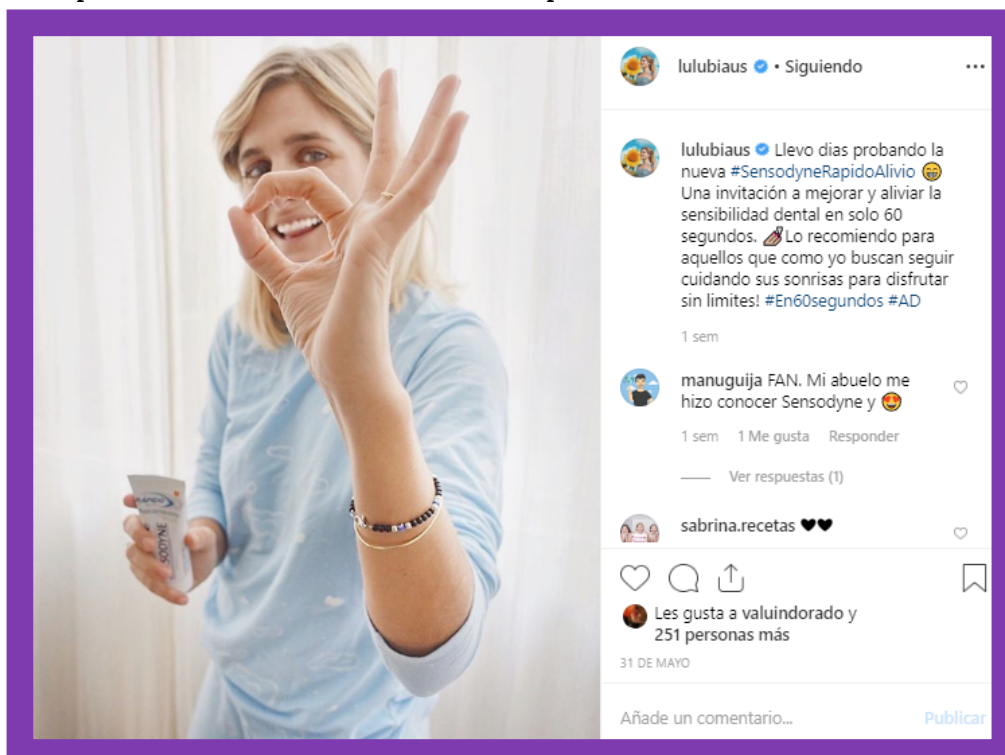 lulubiaus • Siguiendo
lulubiaus Llevo dias probando la
nueva #SensodyneRapidoAlivio 😁
Una invitación a mejorar y aliviar la
sensibilidad dental en solo 60
segundos. 💅Lo recomiendo para
aquellos que como yo buscan seguir
cuidando sus sonrisas para disfrutar
sin limites! #En60segundos #AD
1 sem
manuguija FAN. Mi abuelo me
hizo conocer Sensodyne y 😍
1 sem 1 Me gusta Responder
Ver respuestas (1)
sabrina.recetas 🖤🖤
Les gusta a valuindorado y
251 personas más
31 DE MAYO
Añade un comentario...
Publicar
RAPIDO
SODYNE